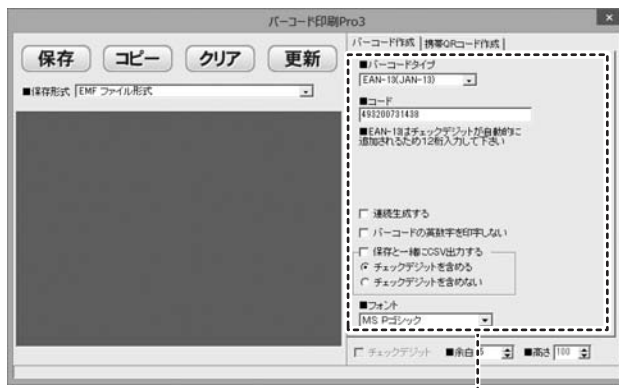 バーコード印刷Pro3
×
保存 コピー クリア 更新
■保存形式 EMF ファイル形式
バーコード作成 携帯QRコード作成
■バーコードタイプ
EAN-13(JAN-13)
■コード
493200731438
■EAN-13はチェックデジットが自動的に
追加されるため12桁入力して下さい
連続生成する
バーコードの英数字を印字しない
保存と一緒にCSV出力する
チェックデジットを含める
チェックデジットを含めない
■フォント
MS Pゴシック
チェックデジット ■余白 5 ■高さ 100